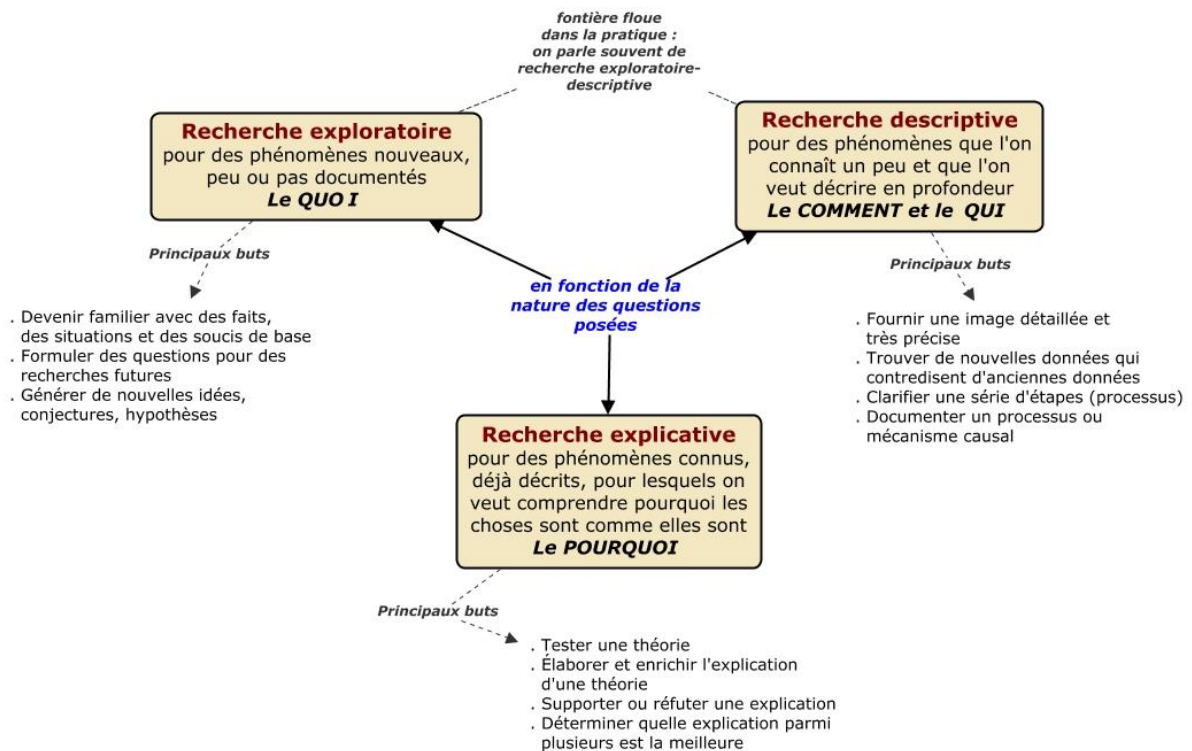 fontière floue
dans la pratique :
on parle souvent de
recherche exploratoire-
descriptive
Recherche exploratoire
pour des phénomènes nouveaux,
peu ou pas documentés
Le QUO I
Recherche descriptive
pour des phénomènes que l'on
connaît un peu et que l'on
veut décrire en profondeur
Le COMMENT et le QUI
Principaux buts
. Devenir familier avec des faits,
des situations et des soucis de base
. Formuler des questions pour des
recherches futures
. Générer de nouvelles idées,
conjectures, hypothèses
en fonction de la
nature des questions
posées
Principaux buts
. Fournir une image détaillée et
très précise
. Trouver de nouvelles données qui
contredisent d'anciennes données
. Clarifier une série d'étapes (processus)
. Documenter un processus ou
mécanisme causal
Recherche explicative
pour des phénomènes connus,
déjà décrits, pour lesquels on
veut comprendre pourquoi les
choses sont comme elles sont
Le POURQUOI
Principaux buts
. Tester une théorie
. Élaborer et enrichir l'explication
d'une théorie
. Supporter ou réfuter une explication
. Déterminer quelle explication parmi
plusieurs est la meilleure